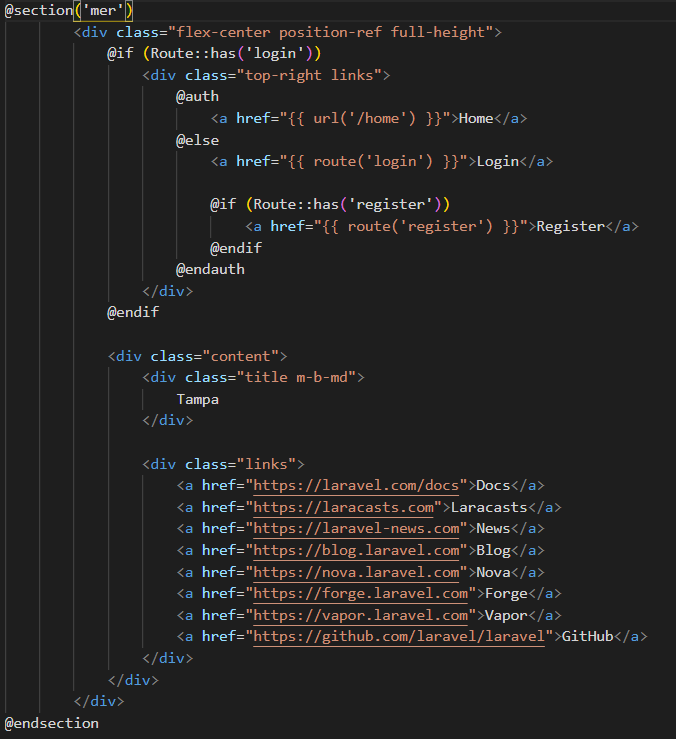 @section('mer')
<div class="flex-center position-ref full-height">
@if (Route::has('login'))
<div class="top-right links">
@auth
<a href="{{ url('/home') }}">Home</a>
@else
<a href="{{ route('login') }}">Login</a>
@if (Route::has('register'))
<a href="{{ route('register') }}">Register</a>
@endif
@endauth
</div>
@endif
<div class="content">
<div class="title m-b-md">
Tampa
</div>
<div class="links">
<a href="https://laravel.com/docs">Docs</a>
<a href="https://laracasts.com">Laracasts</a>
<a href="https://laravel-news.com">News</a>
<a href="https://blog.laravel.com">Blog</a>
<a href="https://nova.laravel.com">Nova</a>
<a href="https://forge.laravel.com">Forge</a>
<a href="https://vapor.laravel.com">Vapor</a>
<a href="https://github.com/laravel/laravel">GitHub</a>
</div>
</div>
</div>
@endsection